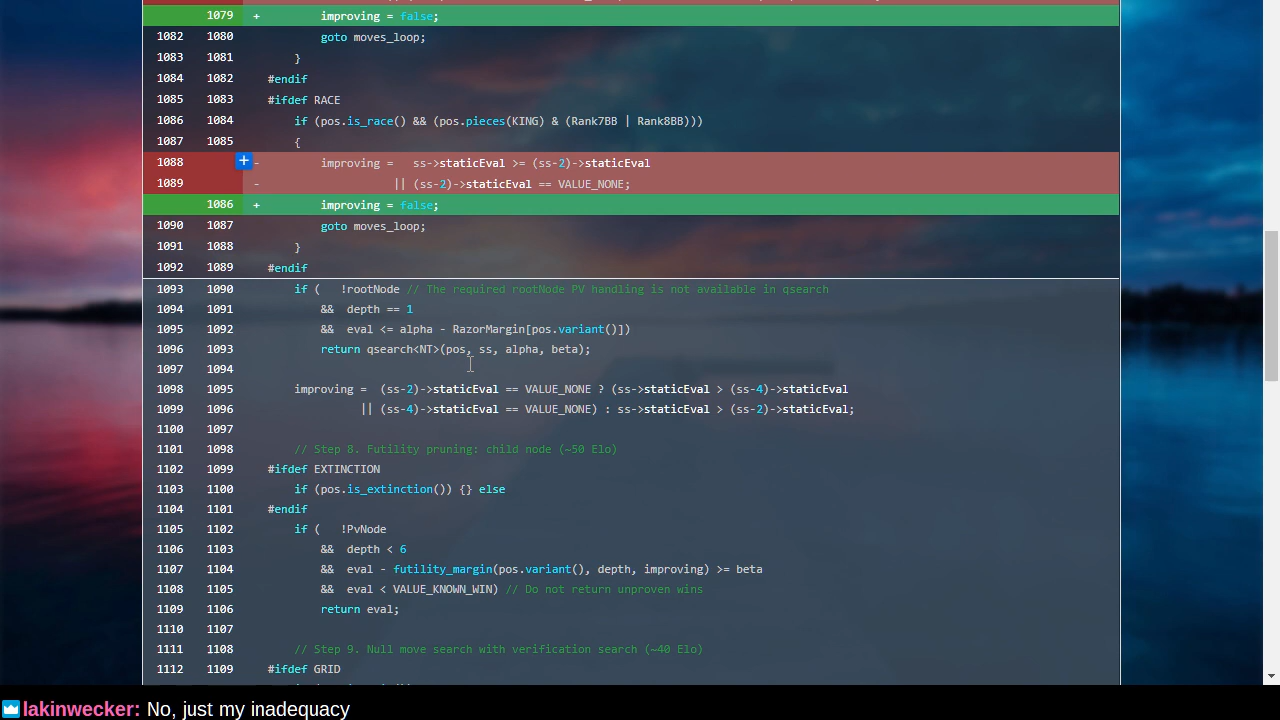 1079 + improving = false;
1082 1080 goto moves_loop;
1083 1081 }
1084 1082 #endif
1085 1083 #ifdef RACE
1086 1084 if (pos.is_race() && (pos.pieces(KING) & (Rank7BB | Rank8BB)))
1087 1085 {
1088 + - improving = ss->staticEval >= (ss-2)->staticEval
1089 - || (ss-2)->staticEval == VALUE_NONE;
1086 + improving = false;
1090 1087 goto moves_loop;
1091 1088 }
1092 1089 #endif
1093 1090 if ( !rootNode // The required rootNode PV handling is not available in qsearch
1094 1091 && depth == 1
1095 1092 && eval <= alpha - RazorMargin[pos.variant()])
1096 1093 return qsearch<NT>(pos, ss, alpha, beta);
1097 1094
1098 1095 improving = (ss-2)->staticEval == VALUE_NONE ? (ss->staticEval > (ss-4)->staticEval
1099 1096 || (ss-4)->staticEval == VALUE_NONE) : ss->staticEval > (ss-2)->staticEval;
1100 1097
1101 1098 // Step 8. Futility pruning: child node (~50 Elo)
1102 1099 #ifdef EXTINCTION
1103 1100 if (pos.is_extinction()) {} else
1104 1101 #endif
1105 1102 if ( !PvNode
1106 1103 && depth < 6
1107 1104 && eval - futility_margin(pos.variant(), depth, improving) >= beta
1108 1105 && eval < VALUE_KNOWN_WIN) // Do not return unproven wins
1109 1106 return eval;
1110 1107
1111 1108 // Step 9. Null move search with verification search (~40 Elo)
1112 1109 #ifdef GRID
lakinwecker: No, just my inadequacy